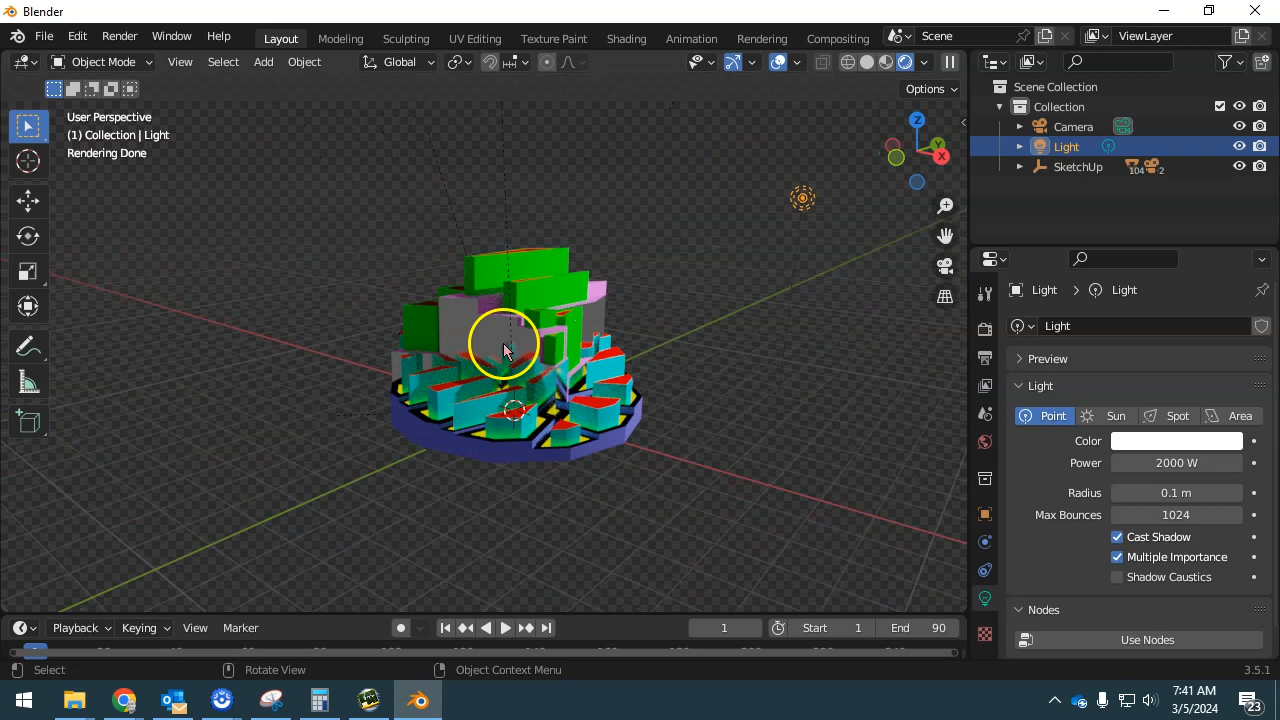 Blender
File Edit Render Window Help Layout Modeling Sculpting UV Editing Texture Paint Shading Animation Rendering Compositing Scene ViewLayer
Object Mode View Select Add Object Global
Options
User Perspective
(1) Collection | Light
Rendering Done
Z
Y
X
Scene Collection
Collection
Camera
Light
SketchUp 104 2
Light Light
Light
Preview
Light
Point Sun Spot Area
Color
Power 2000 W
Radius 0.1 m
Max Bounces 1024
Cast Shadow
Multiple Importance
Shadow Caustics
Nodes
Use Nodes
Playback Keying View Marker 1 Start 1 End 90
Select Rotate View Object Context Menu 3.5.1
7:41 AM
3/5/2024
23